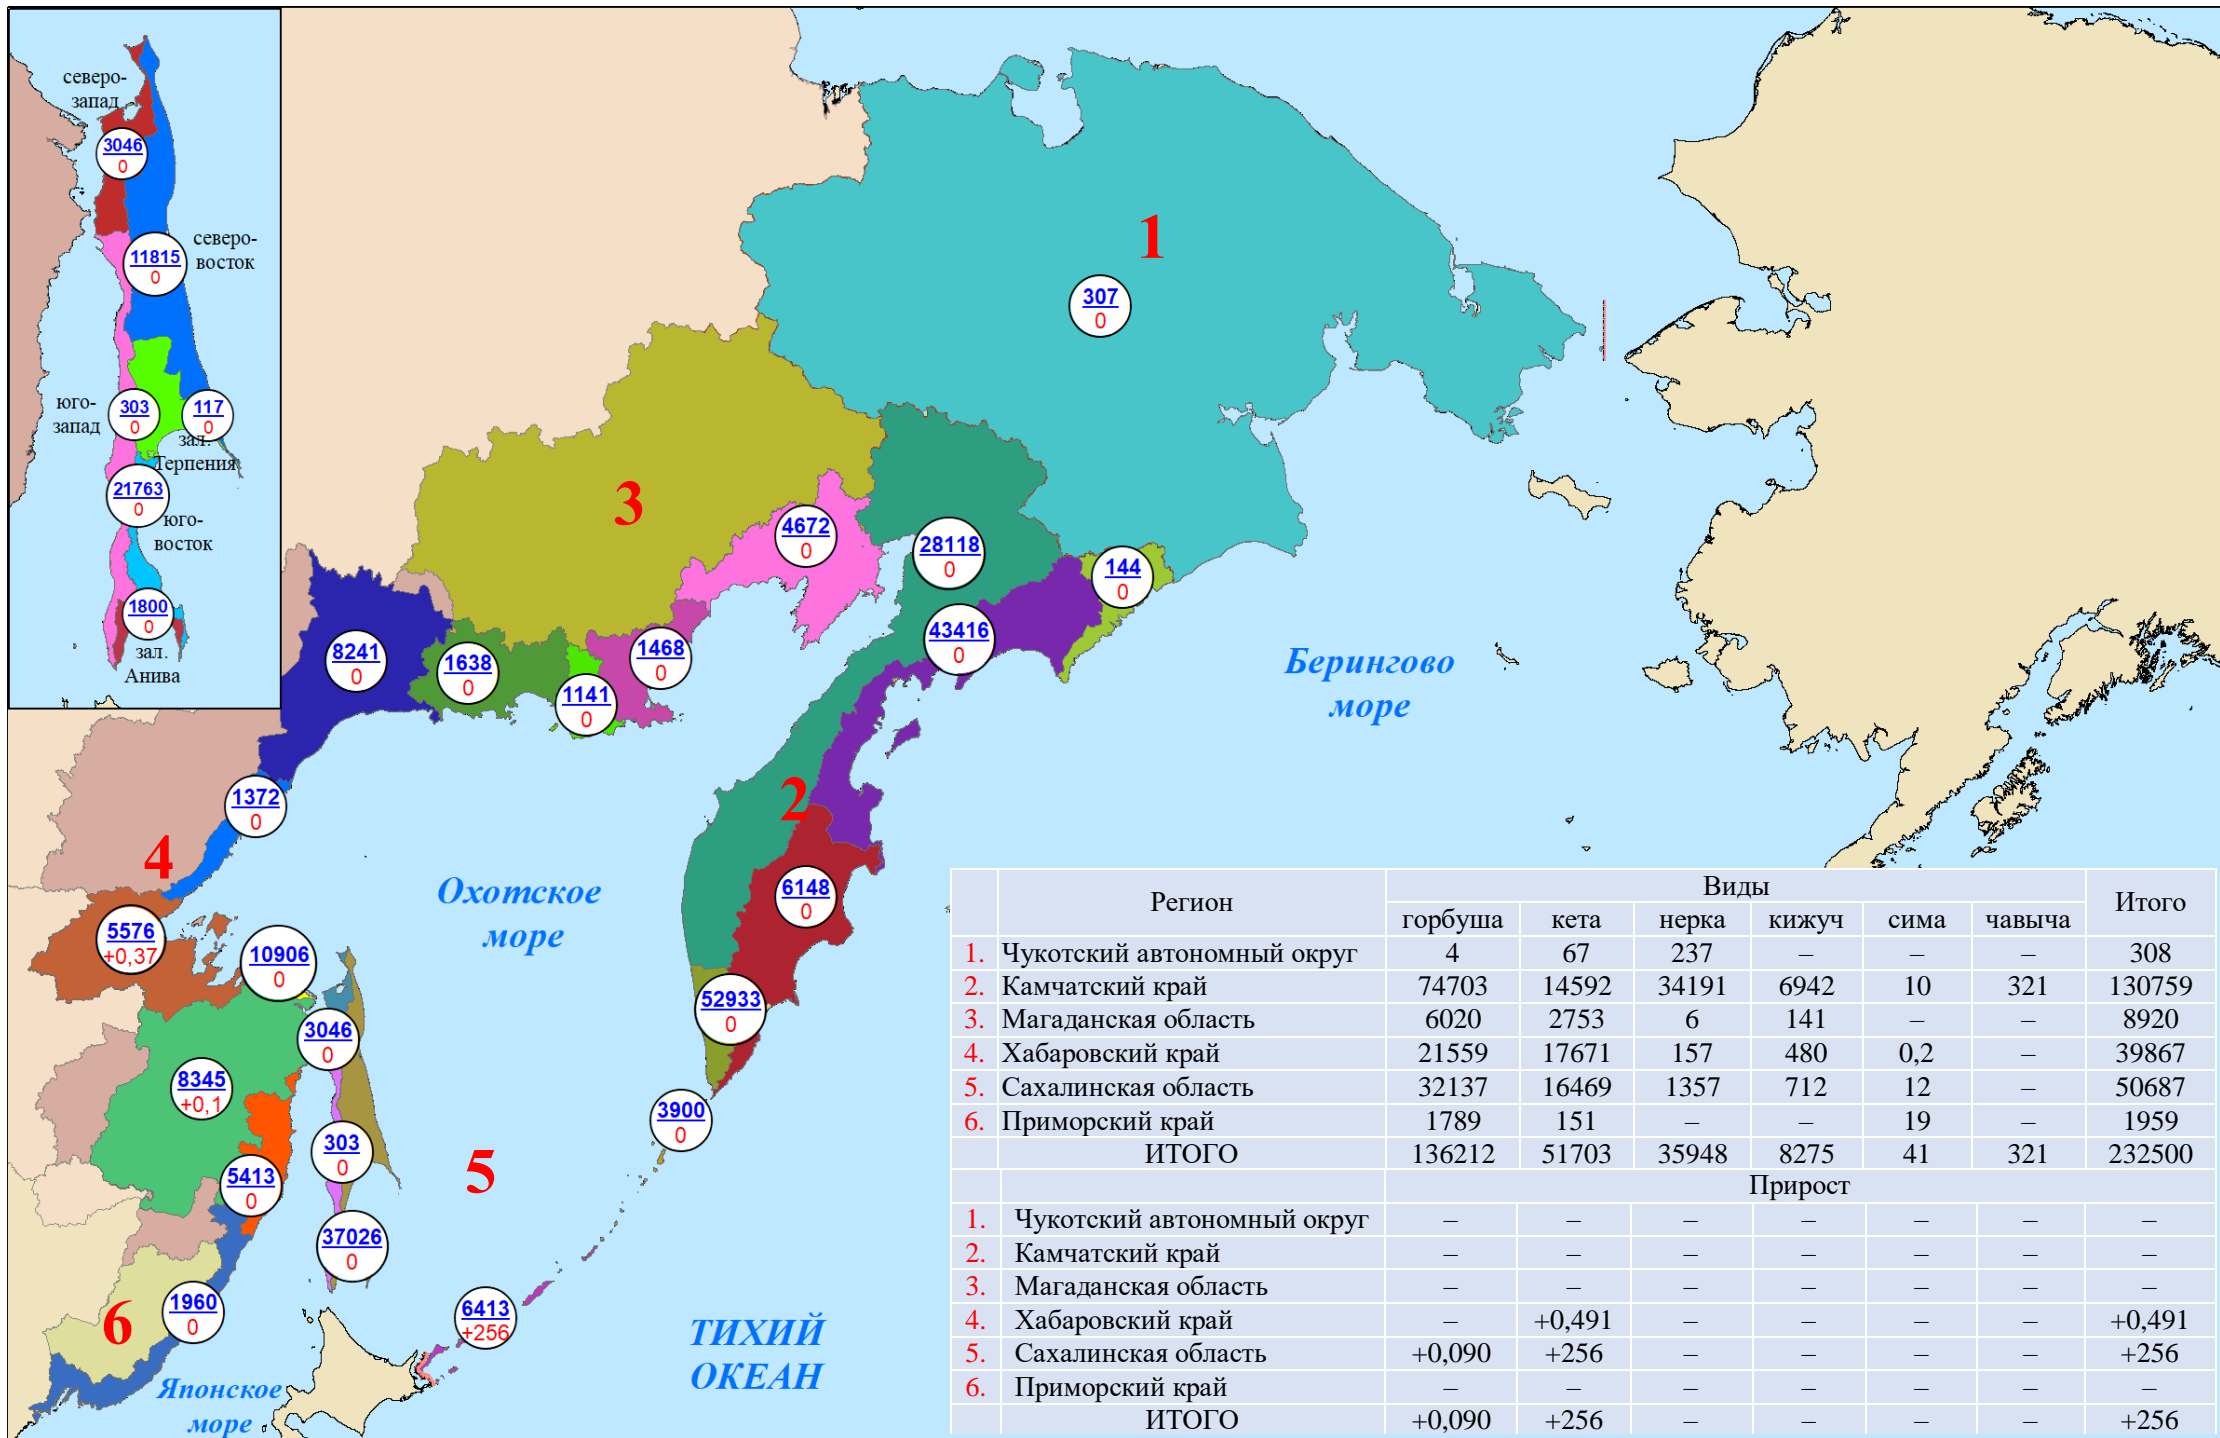 северо-
запад
3046
0
северо-
восток
11815
0
юго-
запад
303
0
117
0
зал.
Терпения
21763
0
юго-
восток
1800
0
зал.
Анива
1
307
0
3
4672
0
28118
0
144
0
43416
0
8241
0
1638
0
1141
0
1468
0
Берингово
море
1372
0
4
2
Охотское
море
6148
0
5576
+0,37
10906
0
52933
0
3046
0
8345
+0,1
3900
0
303
0
5
5413
0
37026
0
6
1960
0
6413
+256
ТИХИЙ
ОКЕАН
Японское
море
Регион Виды Итого
горбуша кета нерка кижуч сима чавыча
1. Чукотский автономный округ 4 67 237 – – – 308
2. Камчатский край 74703 14592 34191 6942 10 321 130759
3. Магаданская область 6020 2753 6 141 – – 8920
4. Хабаровский край 21559 17671 157 480 0,2 – 39867
5. Сахалинская область 32137 16469 1357 712 12 – 50687
6. Приморский край 1789 151 – – 19 – 1959
ИТОГО 136212 51703 35948 8275 41 321 232500
Прирост
1. Чукотский автономный округ – – – – – – –
2. Камчатский край – – – – – – –
3. Магаданская область – – – – – – –
4. Хабаровский край – +0,491 – – – – +0,491
5. Сахалинская область +0,090 +256 – – – – +256
6. Приморский край – – – – – – –
ИТОГО +0,090 +256 – – – – +256